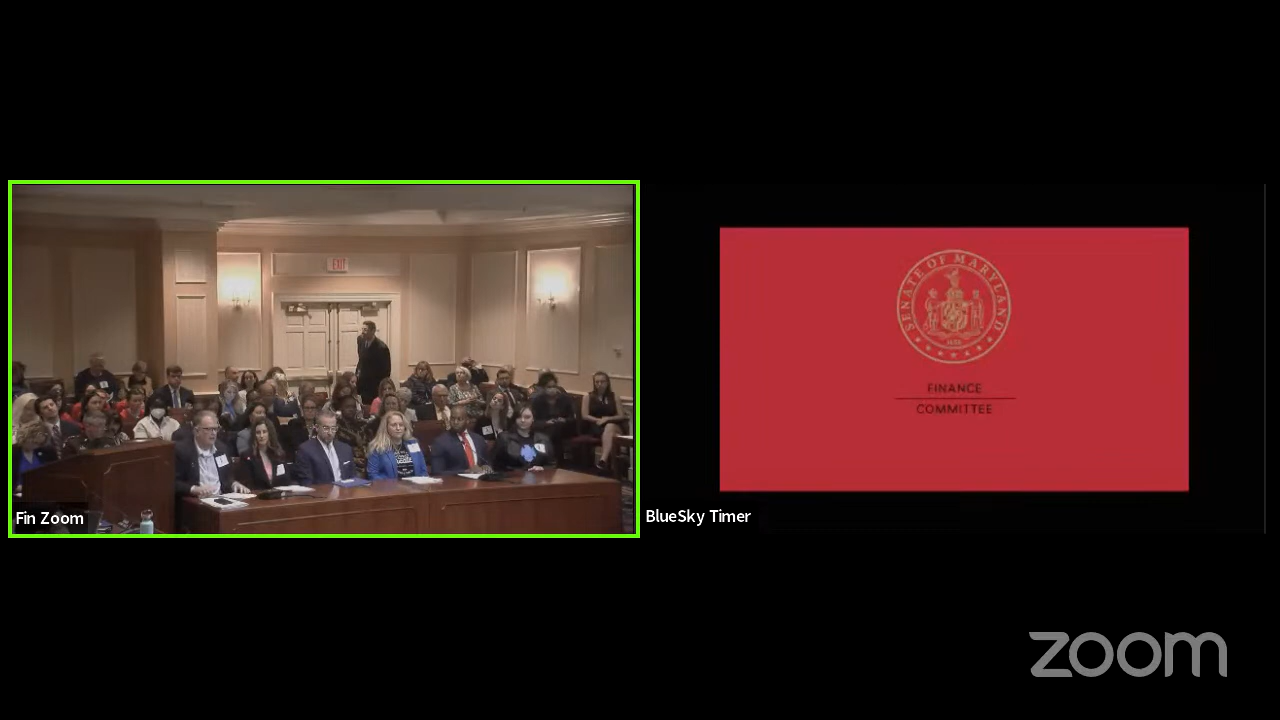 EXIT
Fin Zoom
SENATE OF MARYLAND
FINANCE
COMMITTEE
BlueSky Timer
zoom